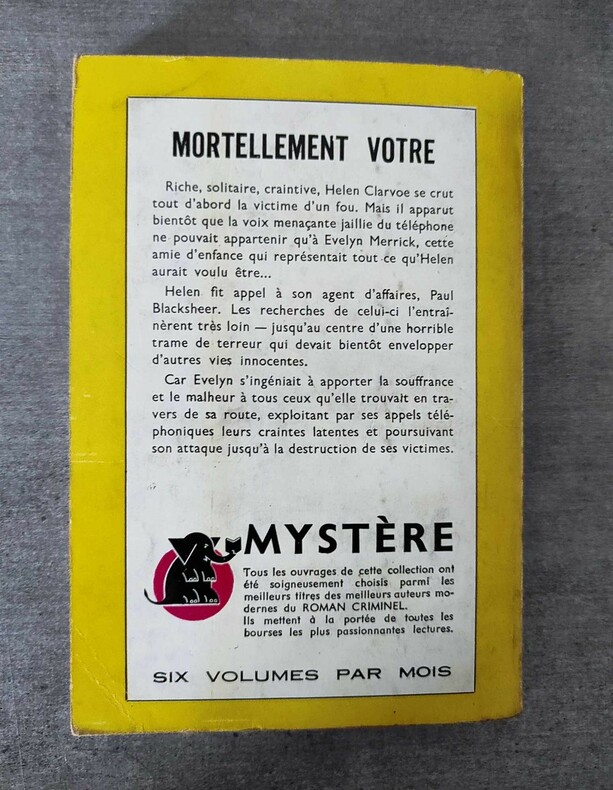 MORTELLEMENT VOTRE
Riche, solitaire, craintive, Helen Clarvoe se crut
tout d'abord la victime d'un fou. Mais il apparut
bientôt que la voix menaçante jaillie du téléphone
ne pouvait appartenir qu'à Evelyn Merrick, cette
amie d'enfance qui représentait tout ce qu'Helen
aurait voulu être...
Helen fit appel à son agent d'affaires, Paul
Blacksheer. Les recherches de celui-ci l'entraî-
nèrent très loin — jusqu'au centre d'une horrible
trame de terreur qui devait bientôt envelopper
d'autres vies innocentes.
Car Evelyn s'ingéniait à apporter la souffrance
et le malheur à tous ceux qu'elle trouvait en tra-
vers de sa route, exploitant par ses appels télé-
phoniques leurs craintes latentes et poursuivant
son attaque jusqu'à la destruction de ses victimes.
MYSTÈRE
Tous les ouvrages de cette collection ont
été soigneusement choisis parmi les
meilleurs titres des meilleurs auteurs mo-
dernes du ROMAN CRIMINEL.
Ils mettent à la portée de toutes les
bourses les plus passionnantes lectures.
SIX VOLUMES PAR MOIS